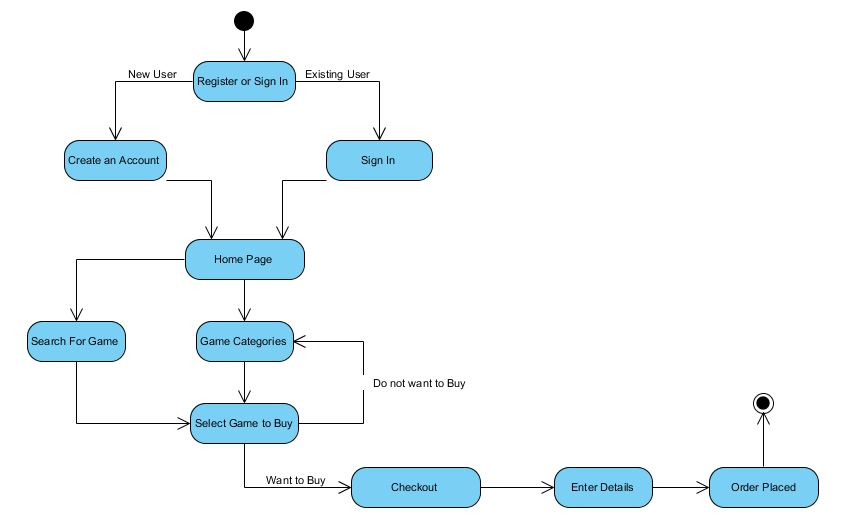 Register or Sign In
New User
Existing User
Create an Account
Sign In
Home Page
Search For Game
Game Categories
Do not want to Buy
Select Game to Buy
Want to Buy
Checkout
Enter Details
Order Placed